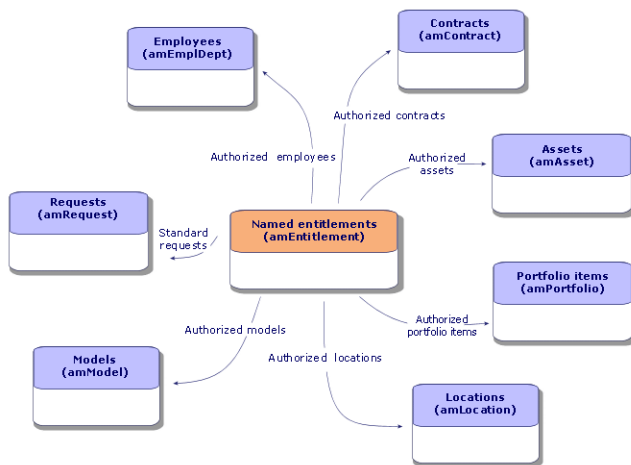 Contracts
(amContract)
Employees
(amEmplDept)
Authorized contracts
Authorized employees
Assets
(amAsset)
Authorized
assets
Requests
(amRequest)
Named entitlements
(amEntitlement)
Standard
requests
Portfolio items
(amPortfolio)
Authorized
portfolio items
Authorized models
Authorized locations
Models
(amModel)
Locations
(amLocation)